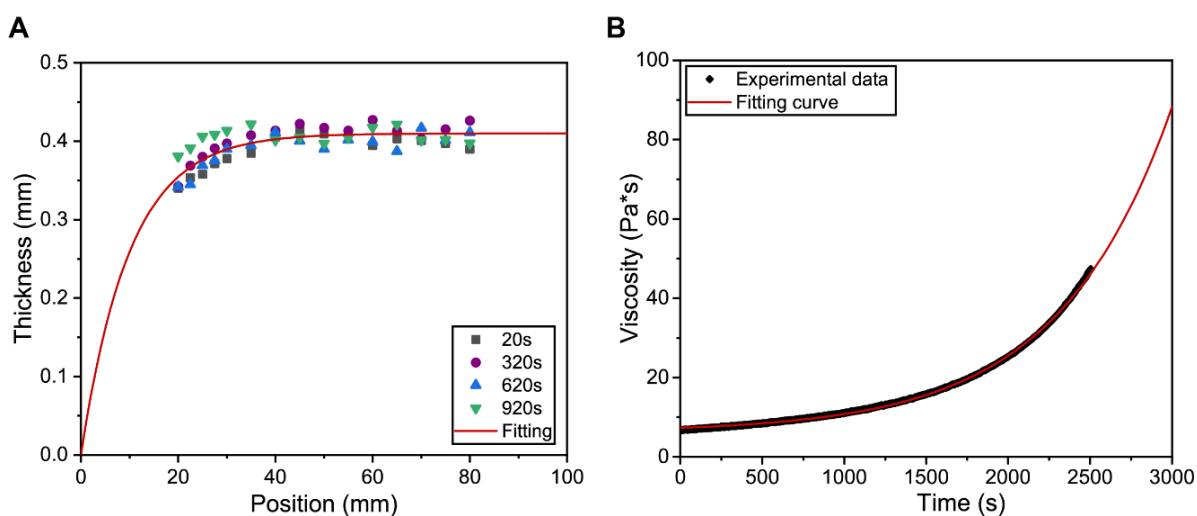 A
Thickness (mm)
0.5
0.4
0.3
0.2
0.1
0.0
0 20 40 60 80 100
Position (mm)
20s
320s
620s
920s
Fitting
B
Viscosity (Pa*s)
100
80
60
40
20
0
0 500 1000 1500 2000 2500 3000
Time (s)
Experimental data
Fitting curve